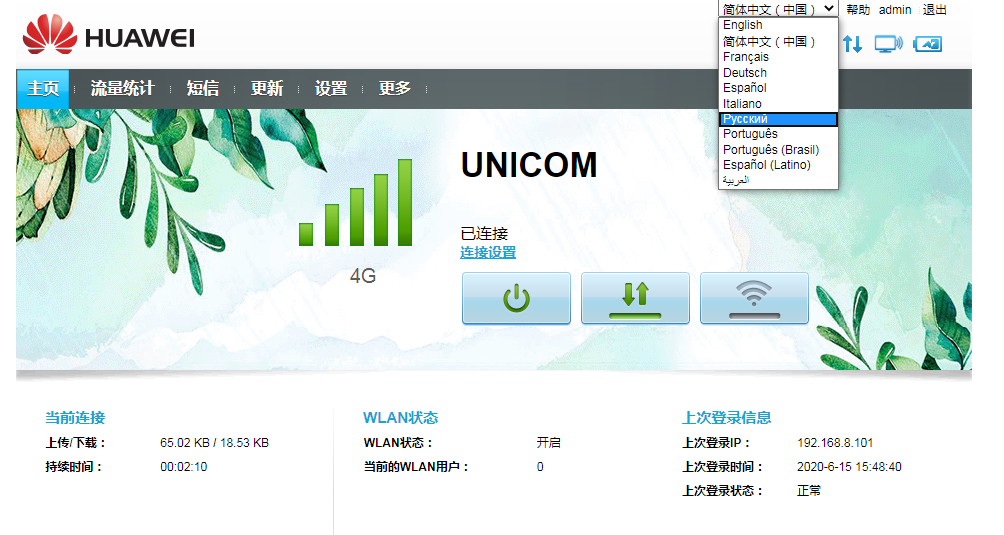 HUAWEI
简体中文（中国）
帮助 admin 退出
English
简体中文（中国）
Français
Deutsch
Español
Italiano
Русский
Português
Português (Brasil)
Español (Latino)
العربية
主页 流量统计 短信 更新 设置 更多
UNICOM
已连接
连接设置
4G
当前连接
上传/下载： 65.02 KB / 18.53 KB
持续时间： 00:02:10
WLAN状态
WLAN状态： 开启
当前的WLAN用户： 0
上次登录信息
上次登录IP： 192.168.8.101
上次登录时间： 2020-6-15 15:48:40
上次登录状态： 正常